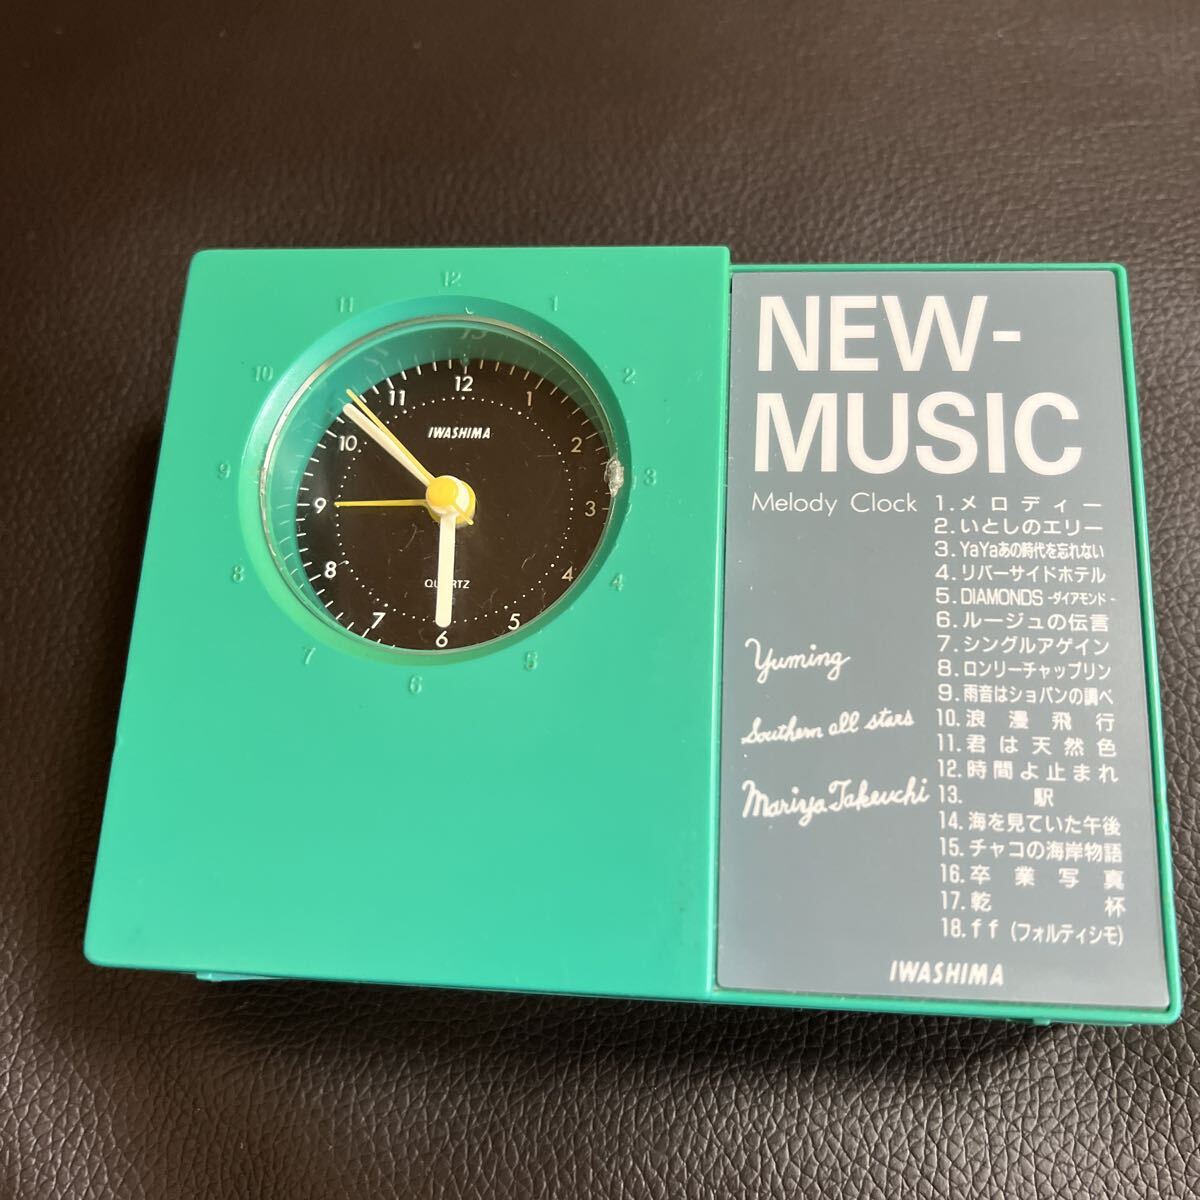 12
11
1
10
2
9
3
8
4
7
5
6
12
11
1
10
2
9
3
8
4
7
5
6
IWASHIMA
QUARTZ
NEW-
MUSIC
Melody Clock
1.メロディー
2.いとしのエリー
3.YaYaあの時代を忘れない
4.リバーサイドホテル
5.DIAMONDS -ダイアモンド-
6.ルージュの伝言
7.シングルアゲイン
8.ロンリーチャップリン
9.雨音はショパンの調べ
10.浪漫飛行
11.君は天然色
12.時間よ止まれ
13.駅
14.海を見ていた午後
15.チャコの海岸物語
16.卒業写真
17.乾杯
18.ff (フォルティシモ)
Yuming
Southern all stars
Mariya Takeuchi
IWASHIMA